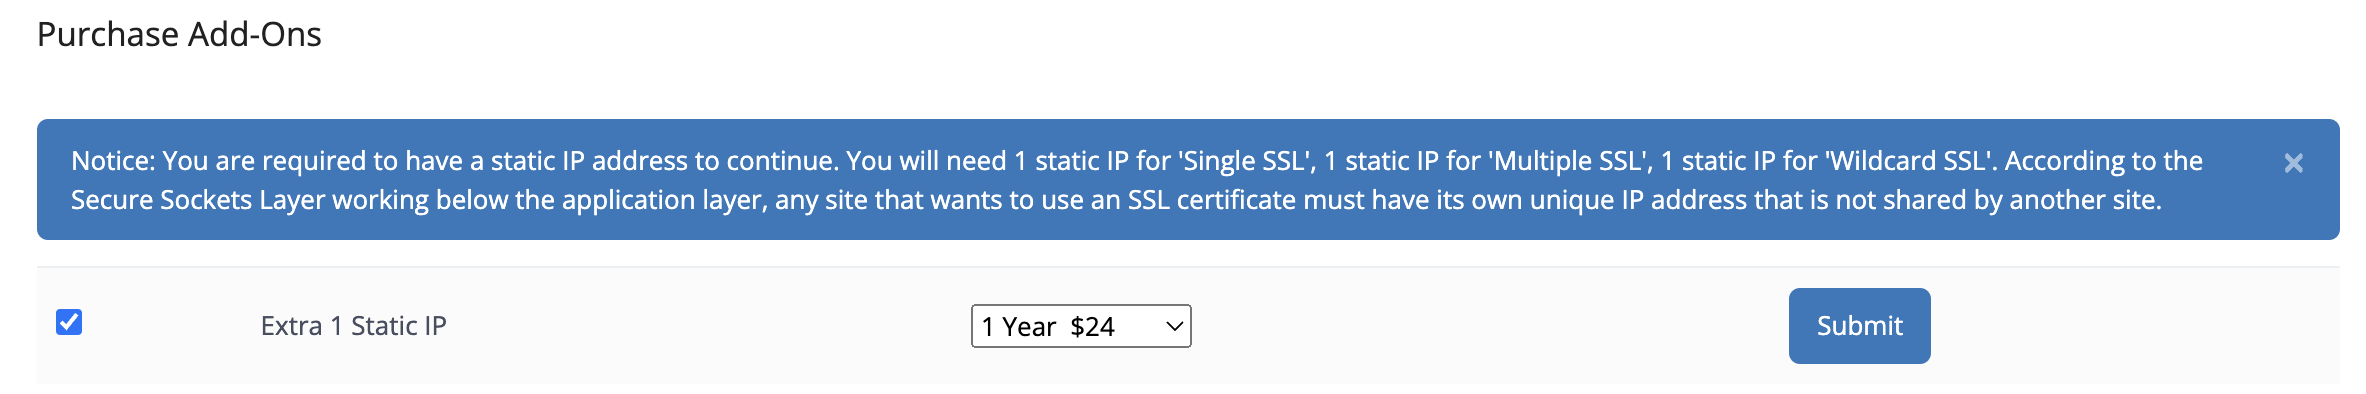 Purchase Add-Ons
Notice: You are required to have a static IP address to continue. You will need 1 static IP for 'Single SSL', 1 static IP for 'Multiple SSL', 1 static IP for 'Wildcard SSL'. According to the
Secure Sockets Layer working below the application layer, any site that wants to use an SSL certificate must have its own unique IP address that is not shared by another site.
×
Extra 1 Static IP
1 Year $24
Submit